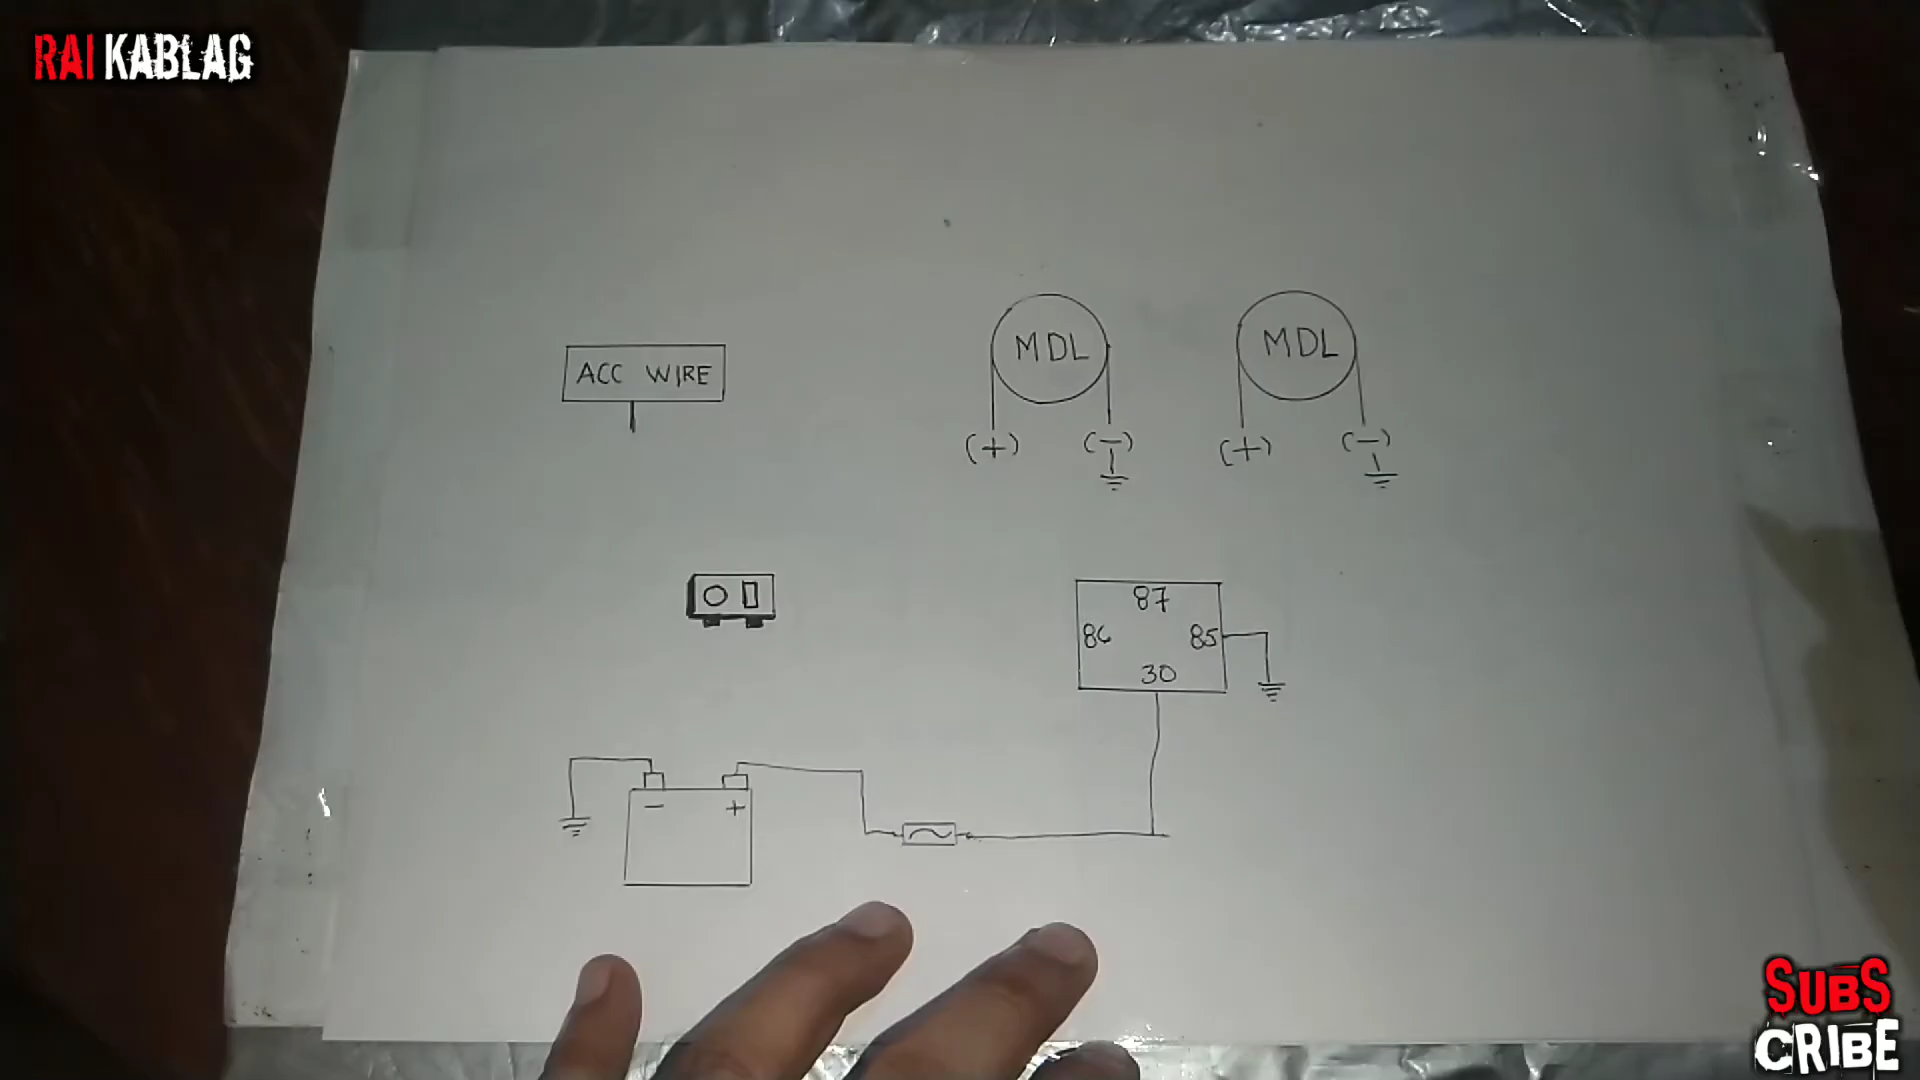 RAI KABLAG
ACC WIRE
MDL
MDL
(+)
(-)
(+)
(-)
87
86
85
30
-
+
SUBS
CRIBE